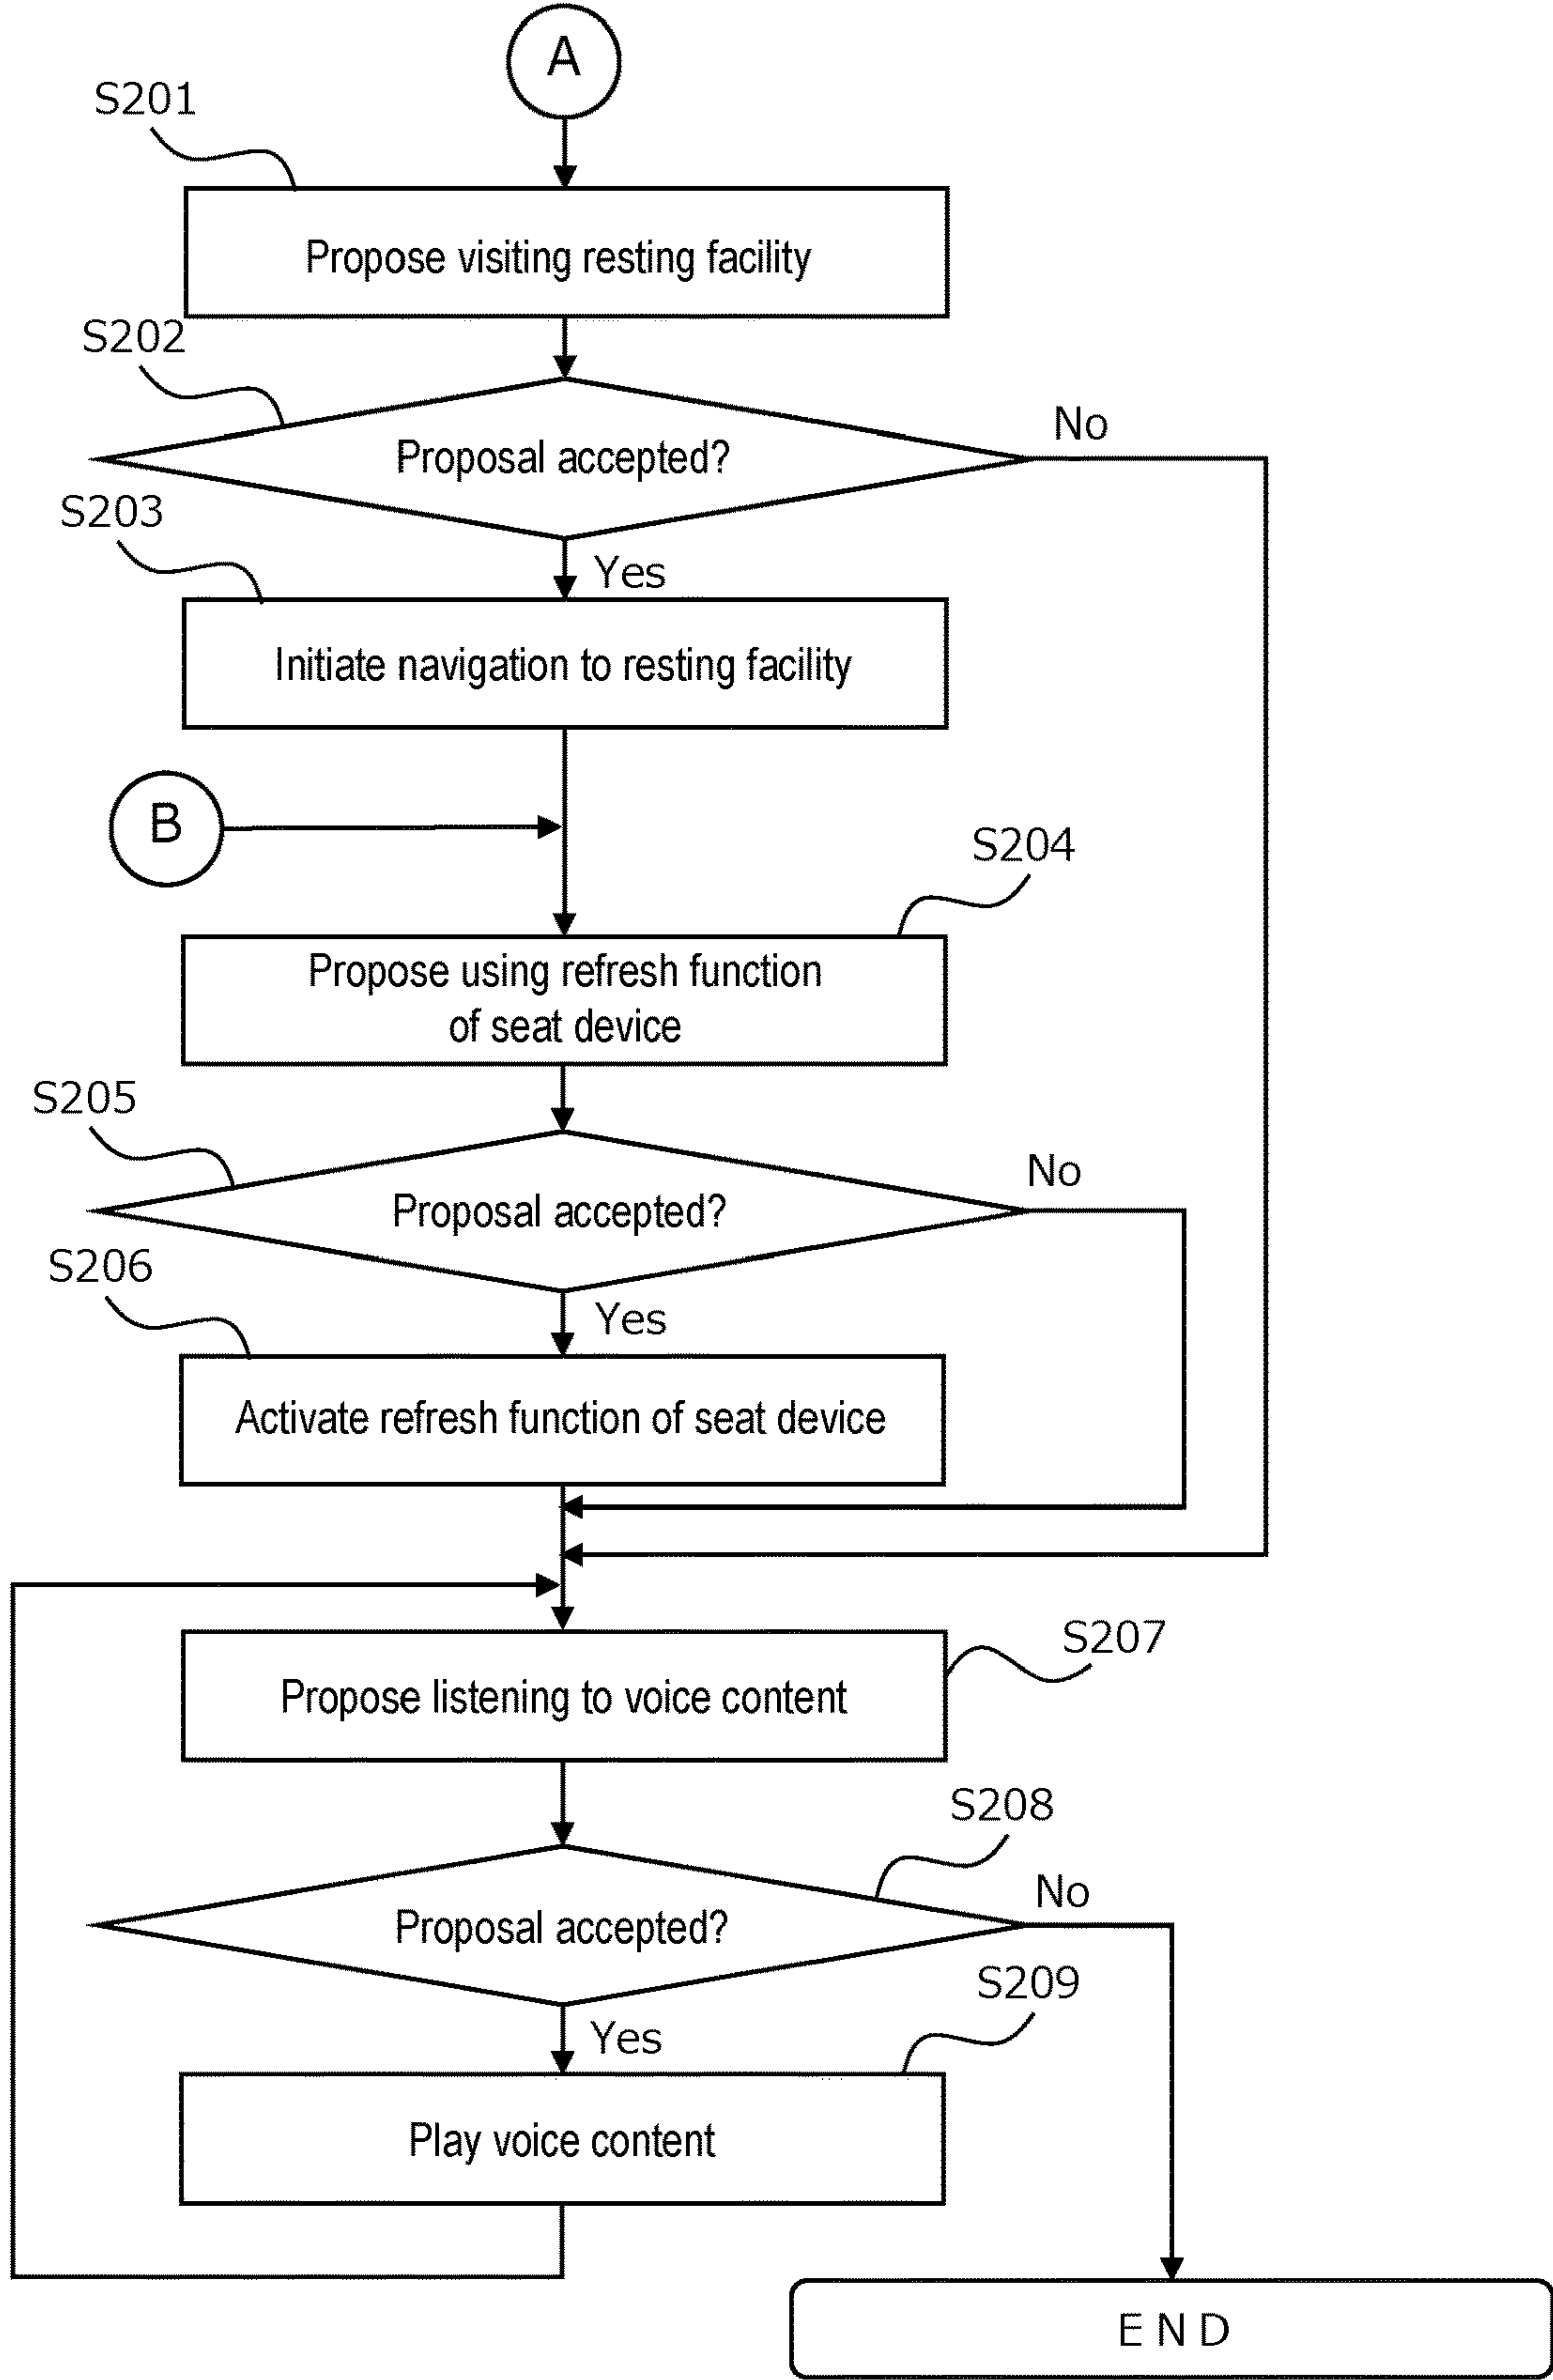 A
S201
Propose visiting resting facility
S202
Proposal accepted?
No
S203
Yes
Initiate navigation to resting facility
B
S204
Propose using refresh function
of seat device
S205
Proposal accepted?
No
S206
Yes
Activate refresh function of seat device
S207
Propose listening to voice content
S208
Proposal accepted?
No
S209
Yes
Play voice content
END